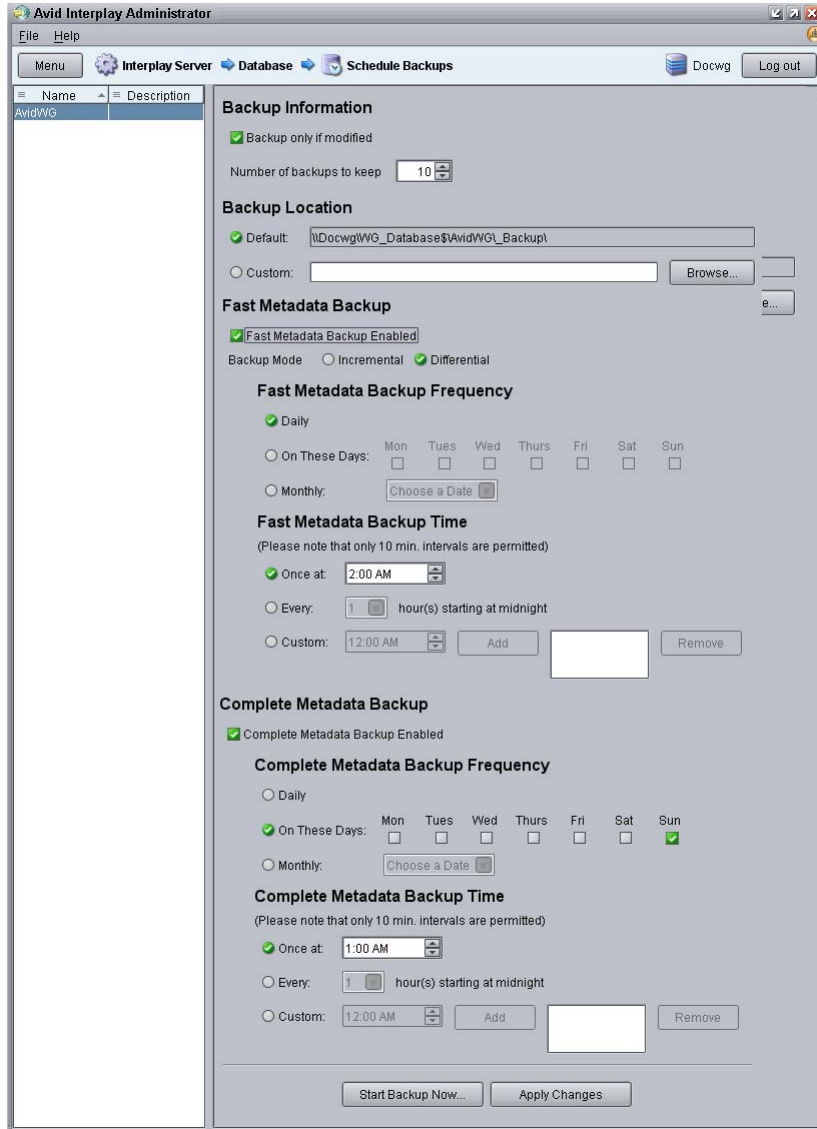 Avid Interplay Administrator
File Help
Menu Interplay Server Database Schedule Backups Docwg Log out
Name Description
AvidWG
Backup Information
Backup only if modified
Number of backups to keep 10
Backup Location
Default: \\Docwg\WG_Database$\AvidWG\_Backup\
Custom: Browse...
e...
Fast Metadata Backup
Fast Metadata Backup Enabled
Backup Mode Incremental Differential
Fast Metadata Backup Frequency
Daily
Mon Tues Wed Thurs Fri Sat Sun
On These Days:
Monthly: Choose a Date
Fast Metadata Backup Time
(Please note that only 10 min. intervals are permitted)
Once at: 2:00 AM
Every: 1 hour(s) starting at midnight
Custom: 12:00 AM Add Remove
Complete Metadata Backup
Complete Metadata Backup Enabled
Complete Metadata Backup Frequency
Daily
Mon Tues Wed Thurs Fri Sat Sun
On These Days:
Monthly: Choose a Date
Complete Metadata Backup Time
(Please note that only 10 min. intervals are permitted)
Once at: 1:00 AM
Every: 1 hour(s) starting at midnight
Custom: 12:00 AM Add Remove
Start Backup Now... Apply Changes